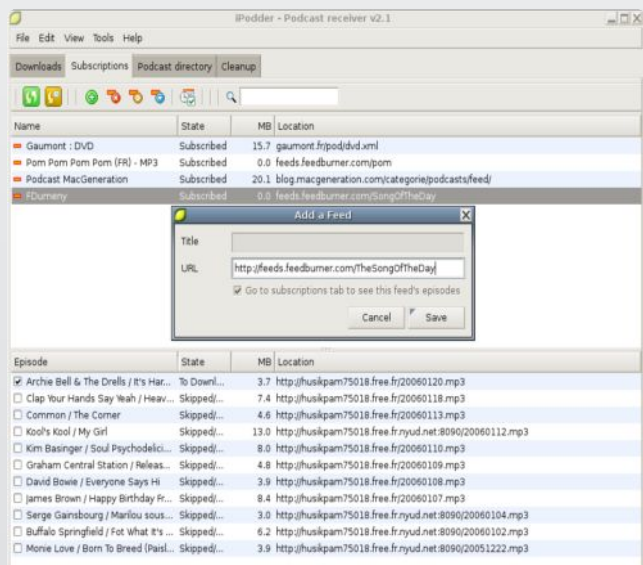 iPodder - Podcast receiver v2.1
File Edit View Tools Help
Downloads Subscriptions Podcast directory Cleanup
Name State MB Location
Gaumont : DVD Subscribed 15.7 gaumont.fr/pod/dvd.xml
Pom Pom Pom Pom (FR) - MP3 Subscribed 0.0 feeds.feedburner.com/pom
Podcast MacGeneration Subscribed 20.1 blog.macgeneration.com/categorie/podcasts/feed/
FDumeny Subscribed 0.0 feeds.feedburner.com/SongOfTheDay
Add a Feed
Title
URL http://feeds.feedburner.com/TheSongOfTheDay
Go to subscriptions tab to see this feed's episodes
Cancel Save
Episode State MB Location
Archie Bell & The Drells / It's Har... To Downl... 3.7 http://husikpam75018.free.fr/20060120.mp3
Clap Your Hands Say Yeah / Heav... Skipped/... 7.4 http://husikpam75018.free.fr/20060118.mp3
Common / The Corner Skipped/... 4.6 http://husikpam75018.free.fr/20060113.mp3
Kool's Kool / My Girl Skipped/... 13.0 http://husikpam75018.free.fr.nyud.net:8090/20060112.mp3
Kim Basinger / Soul Psychodelici... Skipped/... 8.0 http://husikpam75018.free.fr/20060110.mp3
Graham Central Station / Releas... Skipped/... 4.8 http://husikpam75018.free.fr/20060109.mp3
David Bowie / Everyone Says Hi Skipped/... 3.9 http://husikpam75018.free.fr/20060108.mp3
James Brown / Happy Birthday Fr... Skipped/... 8.4 http://husikpam75018.free.fr/20060107.mp3
Serge Gainsbourg / Marilou sous... Skipped/... 3.0 http://husikpam75018.free.fr.nyud.net:8090/20060104.mp3
Buffalo Springfield / Fot What It's ... Skipped/... 6.2 http://husikpam75018.free.fr.nyud.net:8090/20060102.mp3
Monie Love / Born To Breed (Paisl... Skipped/... 3.9 http://husikpam75018.free.fr.nyud.net:8090/20051222.mp3